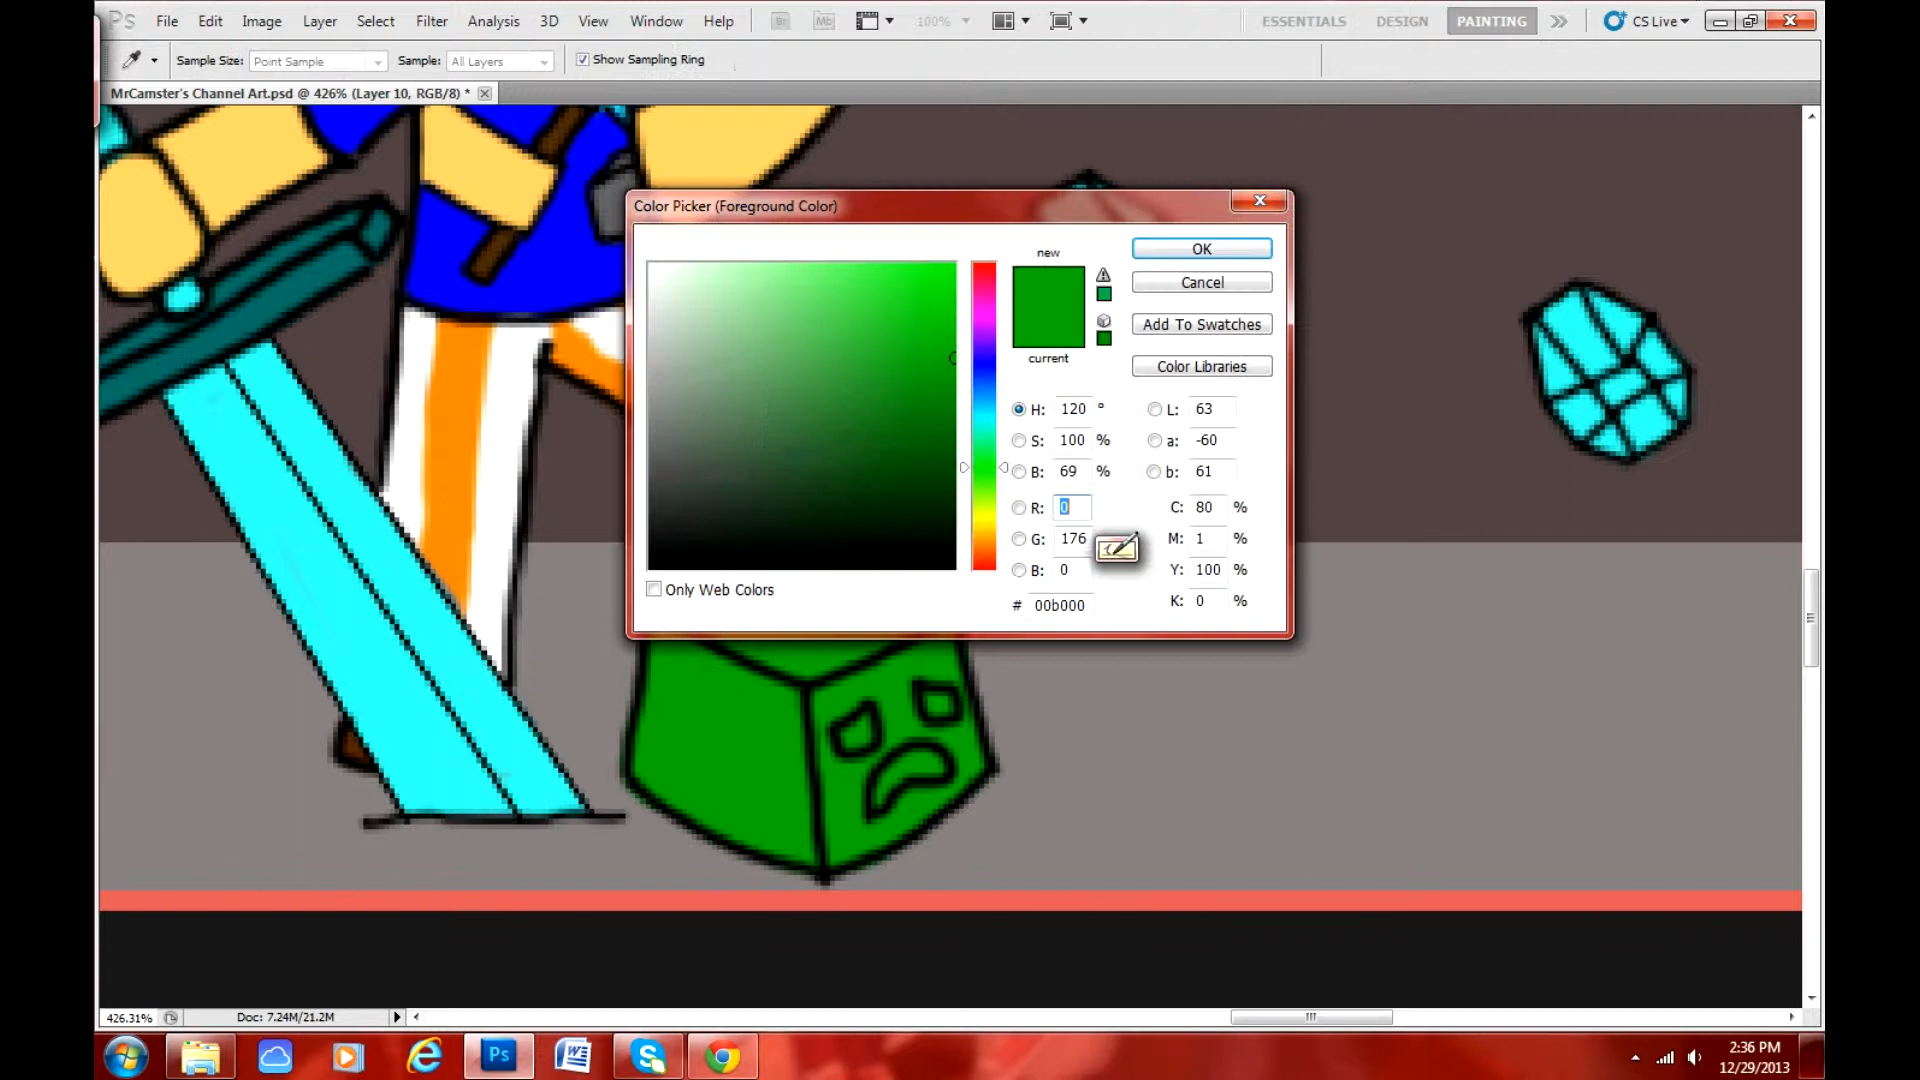 Ps File Edit Image Layer Select Filter Analysis 3D View Window Help Br Mb 100% ESSENTIALS DESIGN PAINTING CS Live
Sample Size: Point Sample Sample: All Layers Show Sampling Ring
MrCamster's Channel Art.psd @ 426% (Layer 10, RGB/8) *
Color Picker (Foreground Color)
new
OK
Cancel
Add To Swatches
current
Color Libraries
H: 120 ° L: 63
S: 100 % a: -60
B: 69 % b: 61
R: 0 C: 80 %
G: 176 M: 1 %
B: 0 Y: 100 %
Only Web Colors
# 00b000 K: 0 %
426.31% Doc: 7.24M/21.2M
Ps W S
2:36 PM
12/29/2013